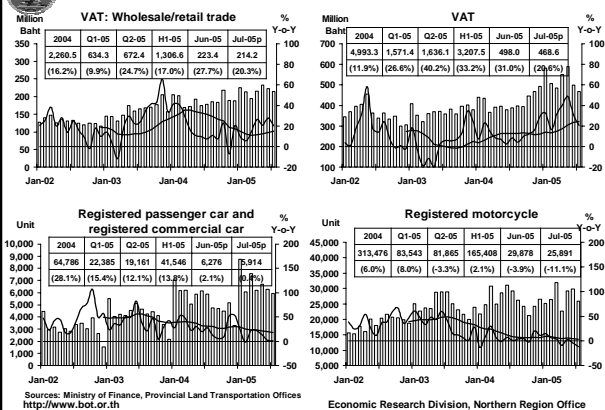 Million Baht
VAT: Wholesale/retail trade
% Y-o-Y
2004 Q1-05 Q2-05 H1-05 Jun-05p Jul-05p
2,260.5 634.3 672.4 1,306.6 223.4 214.2
(16.2%) (9.9%) (24.7%) (17.0%) (27.7%) (20.3%)
350
300
250
200
150
100
50
0
100
80
60
40
20
0
-20
Jan-02 Jan-03 Jan-04 Jan-05
Million Baht
VAT
% Y-o-Y
2004 Q1-05 Q2-05 H1-05 Jun-05p Jul-05p
4,993.3 1,571.4 1,636.1 3,207.5 498.0 468.6
(11.9%) (26.6%) (40.2%) (33.2%) (31.0%) (20.6%)
700
600
500
400
300
200
100
100
80
60
40
20
0
-20
Jan-02 Jan-03 Jan-04 Jan-05
Unit
Registered passenger car and
registered commercial car
% Y-o-Y
2004 Q1-05 Q2-05 H1-05 Jun-05p Jul-05p
64,786 22,385 19,161 41,546 6,276 5,914
(28.1%) (15.4%) (12.1%) (13.8%) (2.1%)
10,000
9,000
8,000
7,000
6,000
5,000
4,000
3,000
2,000
1,000
0
200
150
100
50
0
-50
Jan-02 Jan-03 Jan-04 Jan-05
Unit
Registered motorcycle
% Y-o-Y
2004 Q1-05 Q2-05 H1-05 Jun-05p Jul-05p
313,476 83,543 81,865 165,408 29,878 25,891
(6.0%) (8.0%) (-3.3%) (2.1%) (-3.9%) (-11.1%)
45,000
40,000
35,000
30,000
25,000
20,000
15,000
10,000
5,000
200
150
100
50
0
-50
Jan-02 Jan-03 Jan-04 Jan-05
Sources: Ministry of Finance, Provincial Land Transportation Offices
http://www.bot.or.th
Economic Research Division, Northern Region Office